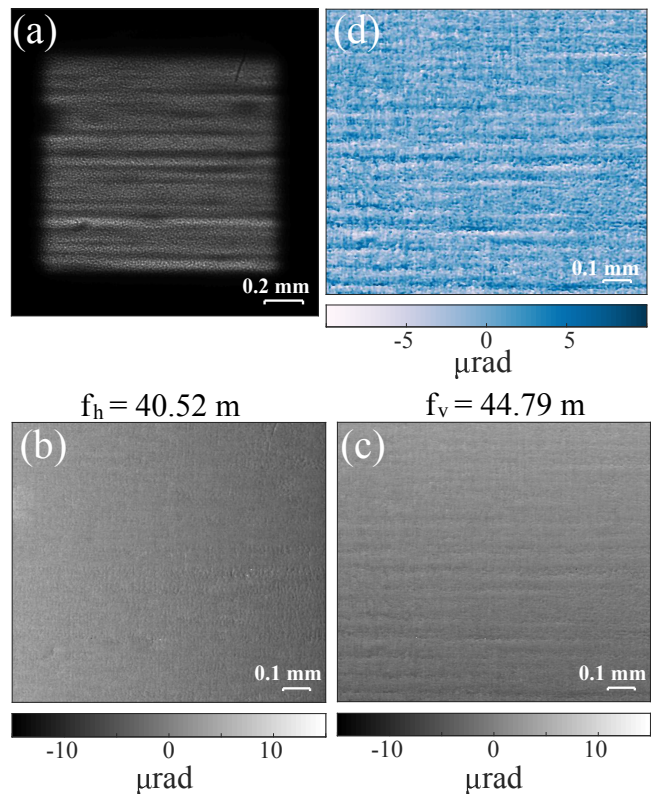 (a)
0.2 mm
(d)
0.1 mm
-5 0 5
μrad
fh = 40.52 m
(b)
0.1 mm
-10 0 10
μrad
fv = 44.79 m
(c)
0.1 mm
-10 0 10
μrad